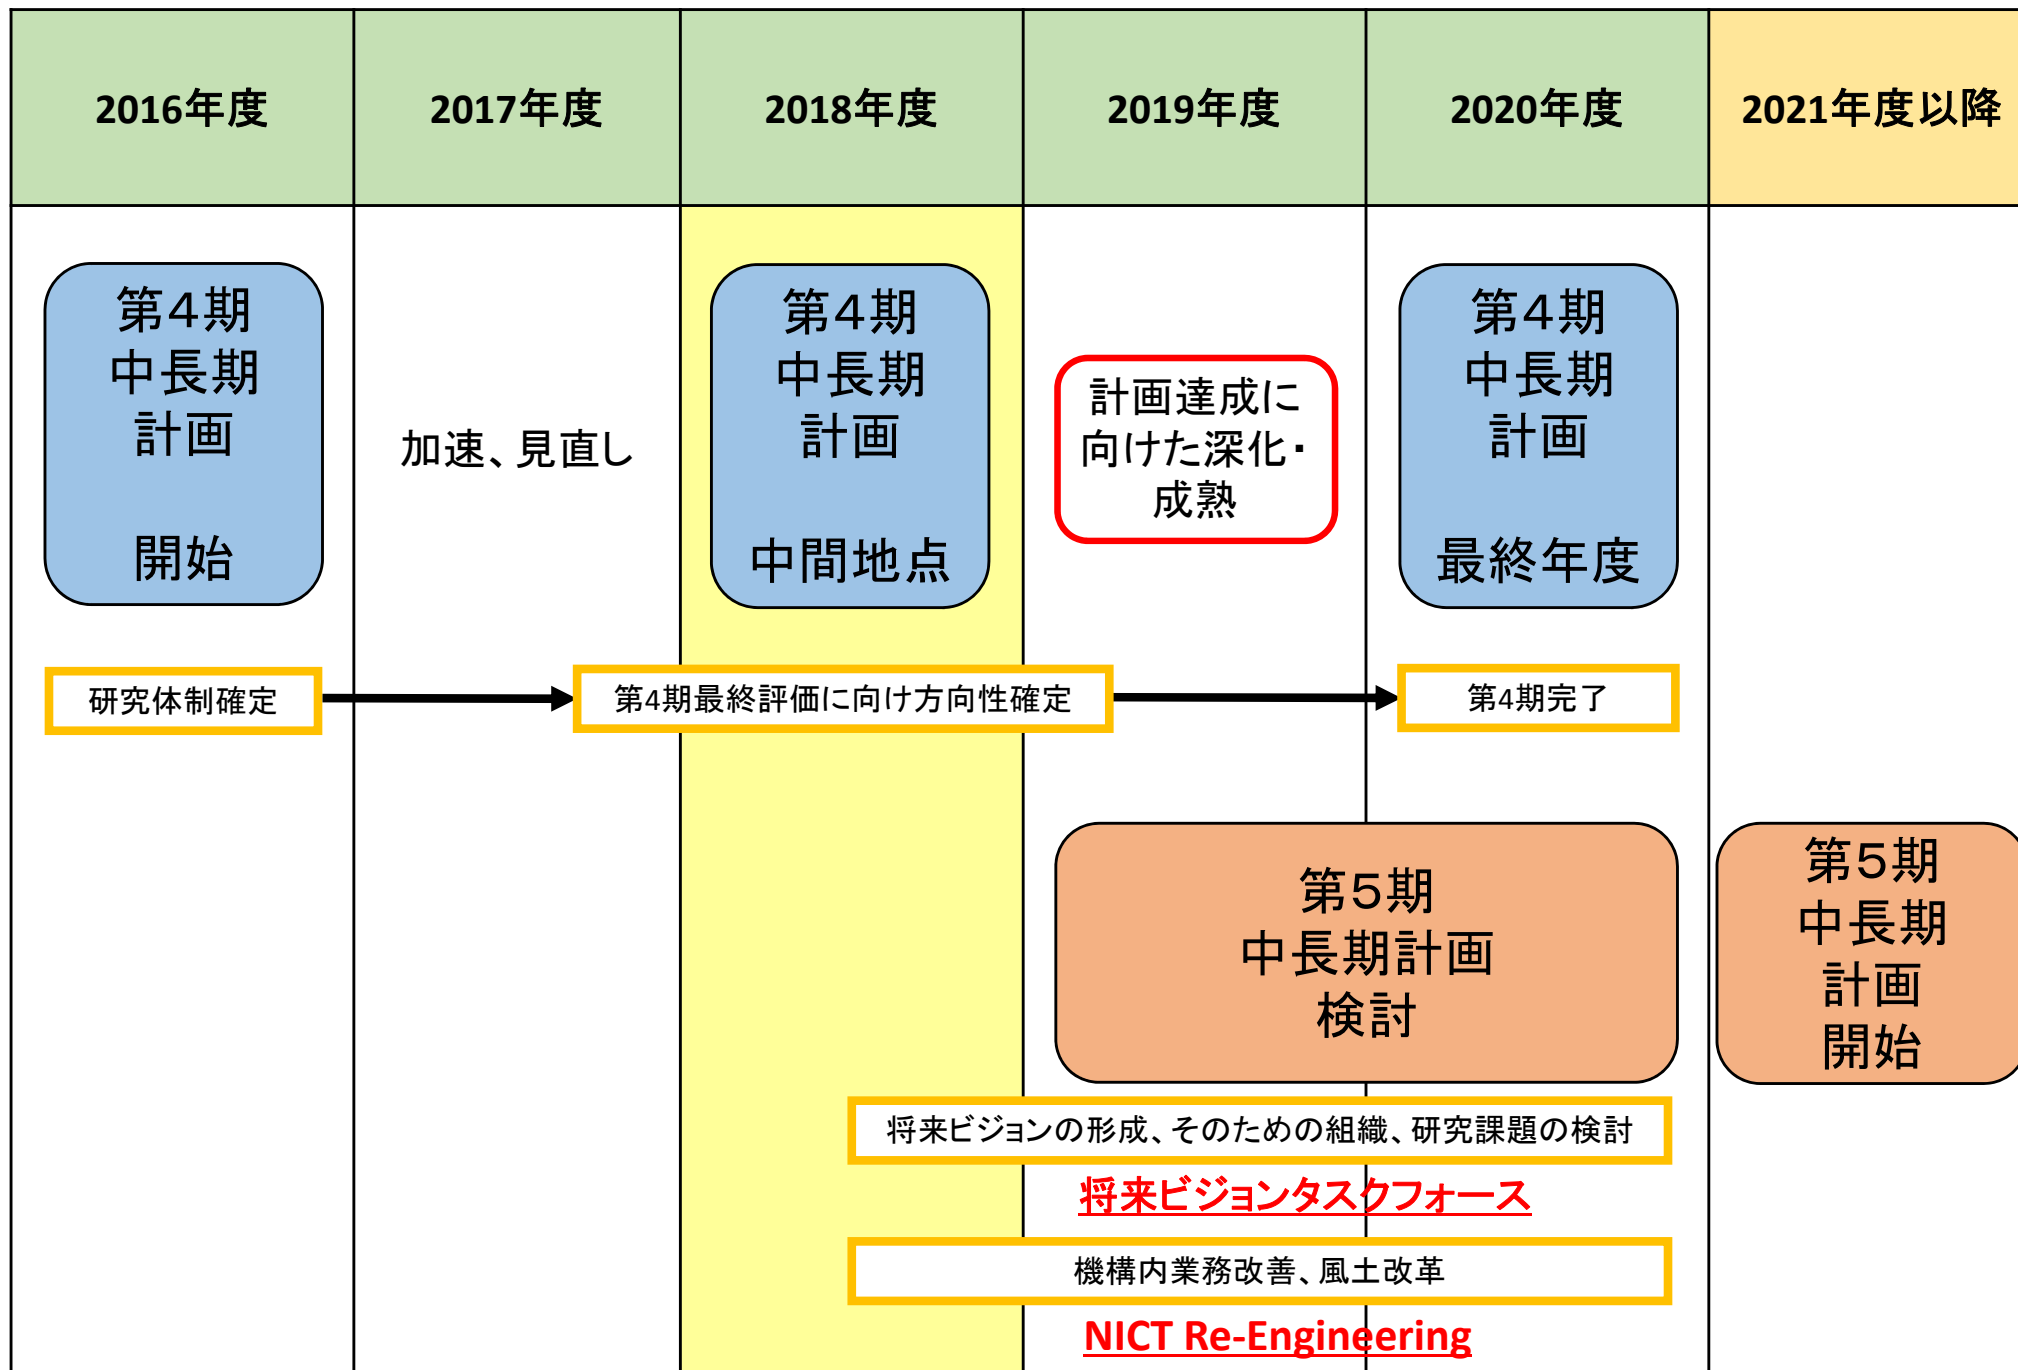 2016年度
2017年度
2018年度
2019年度
2020年度
2021年度以降
第4期
中長期
計画
開始
加速、見直し
第4期
中長期
計画
中間地点
計画達成に
向けた深化・
成熟
第4期
中長期
計画
最終年度
研究体制確定
第4期最終評価に向け方向性確定
第4期完了
第5期
中長期計画
検討
第5期
中長期
計画
開始
将来ビジョンの形成、そのための組織、研究課題の検討
将来ビジョンタスクフォース
機構内業務改善、風土改革
NICT Re-Engineering